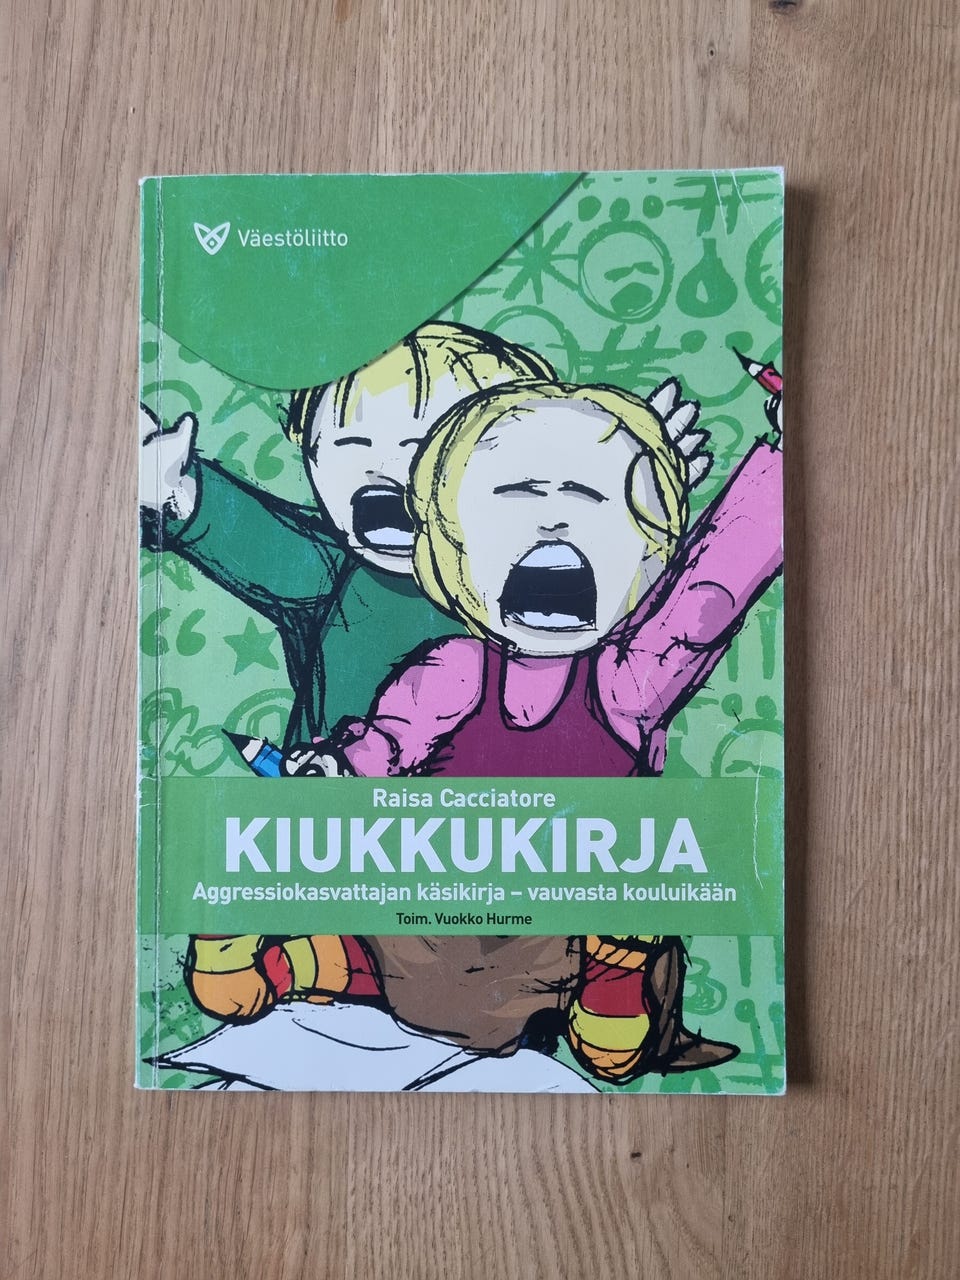 Väestöliitto
Raisa Cacciatore
KIUKKUKIRJA
Aggressiokasvattajan käsikirja – vauvasta kouluikään
Toim. Vuokko Hurme